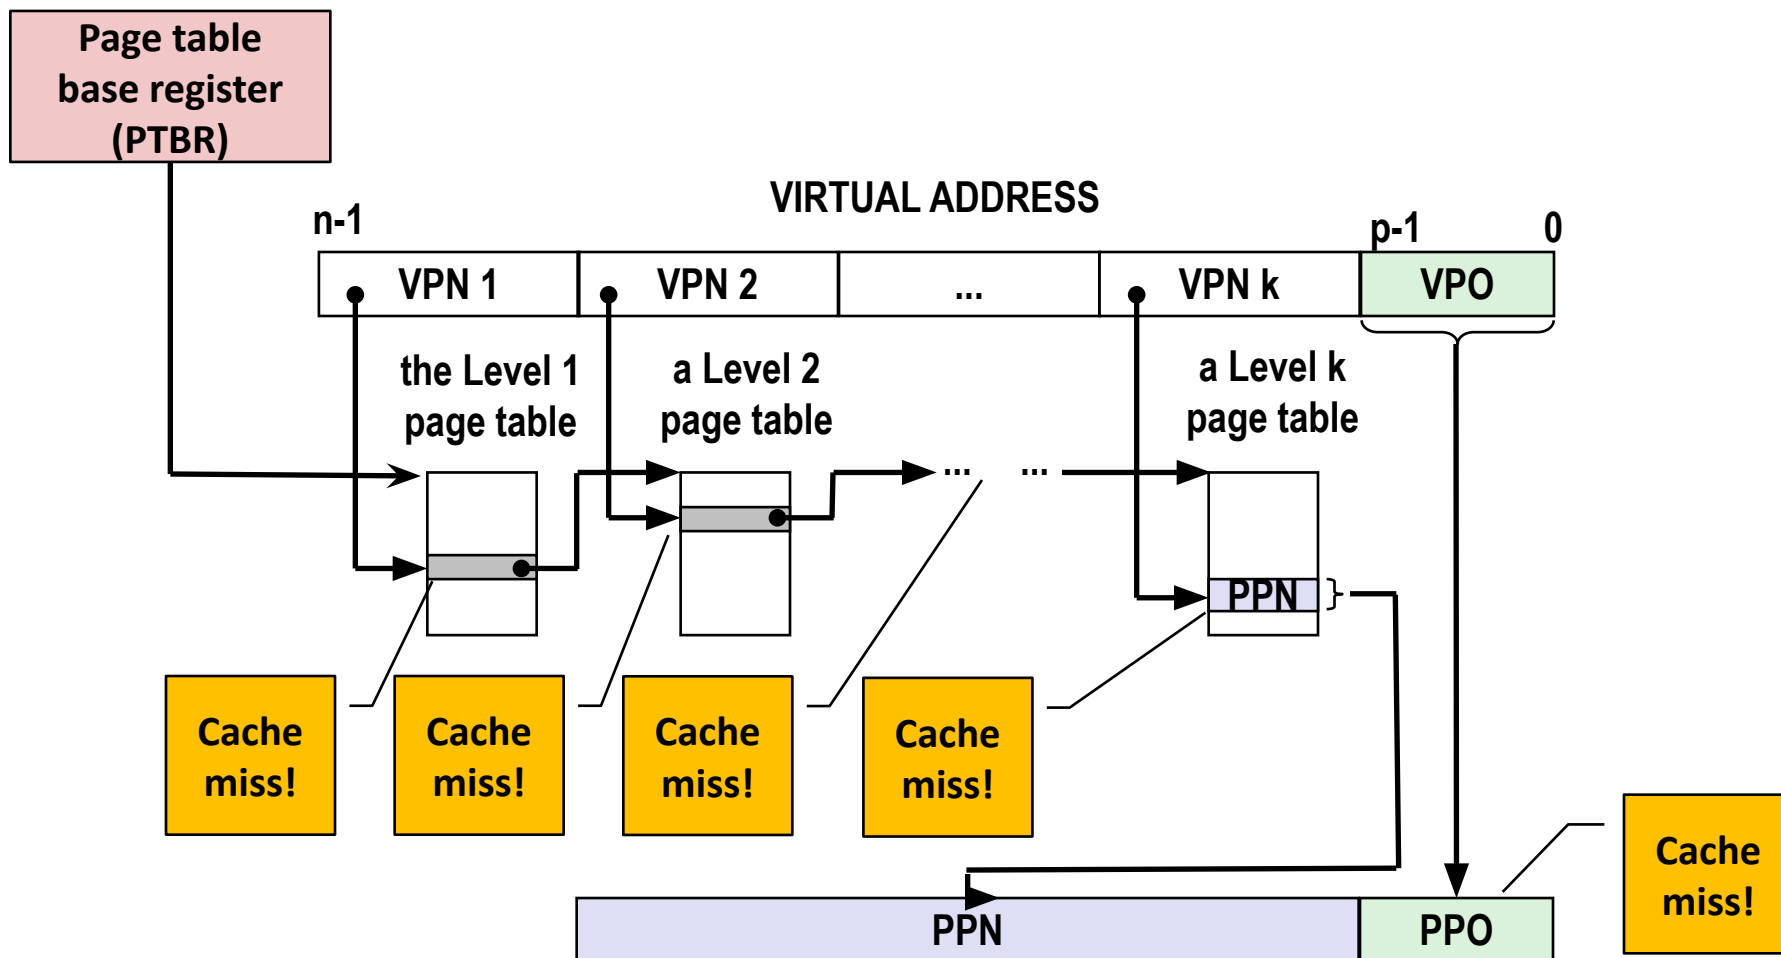 Page table
base register
(PTBR)
VIRTUAL ADDRESS
n-1
p-1
0
VPN 1
VPN 2
...
VPN k
VPO
the Level 1
page table
a Level 2
page table
a Level k
page table
... ...
PPN
Cache
miss!
Cache
miss!
Cache
miss!
Cache
miss!
Cache
miss!
PPN
PPO